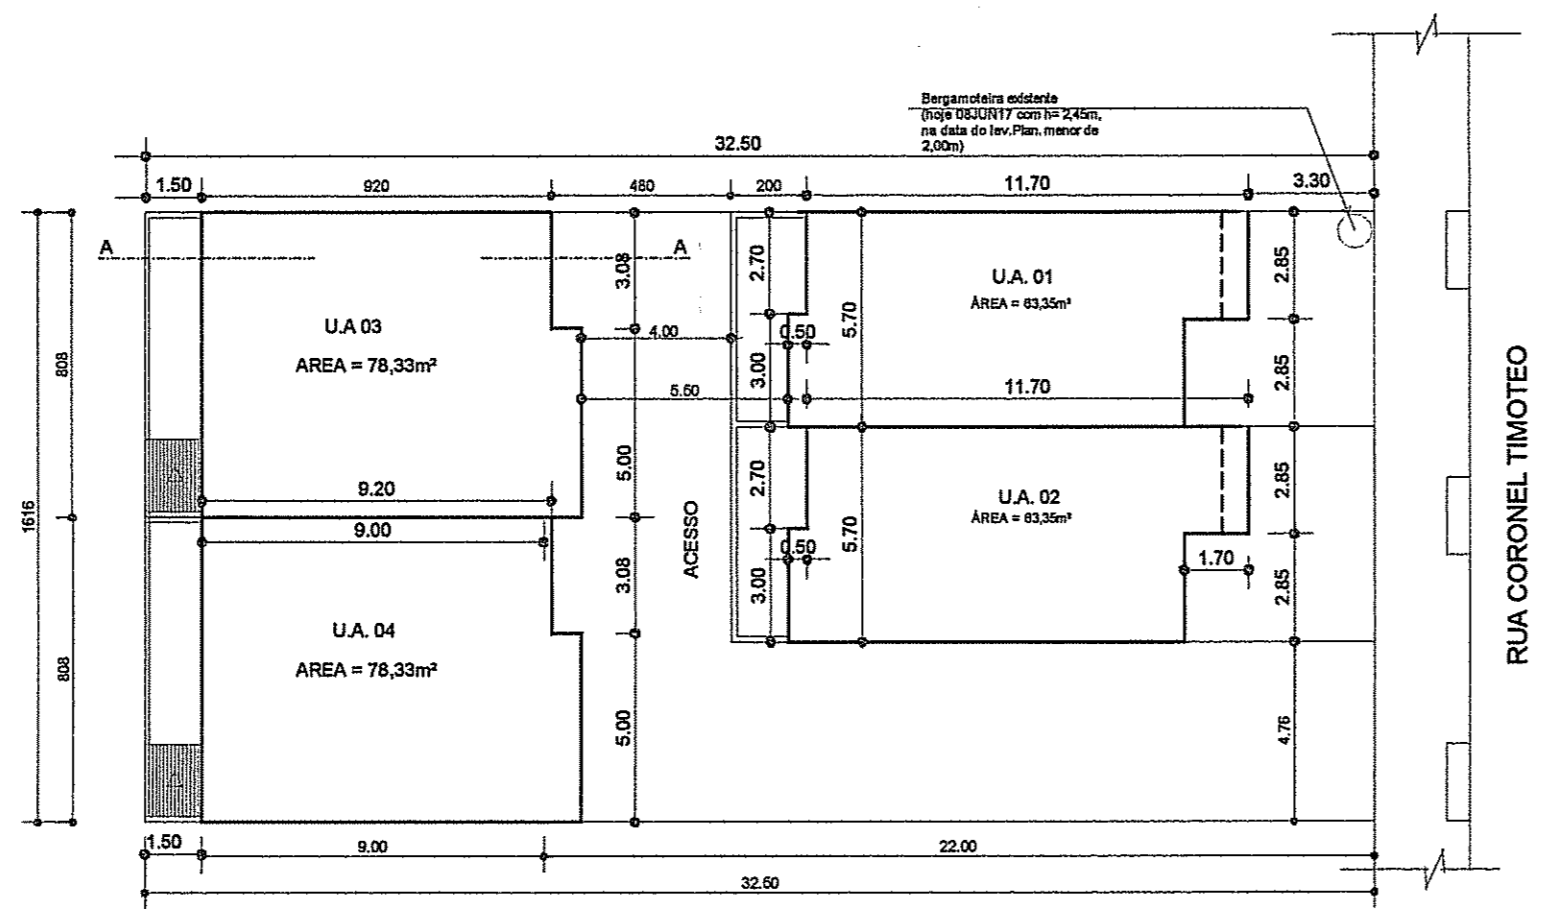 Bergamoteira existente
(hoje 08JUN17 com h= 2,45m,
na data do lev.Plan. menor de
2,00m)
32.50
1.50
920
480
200
11.70
3.30
A
A
3.08
2.70
2.85
U.A. 01
ÁREA = 63,35m²
U.A 03
AREA = 78,33m²
4.00
0.50
5.70
808
3.00
2.85
5.50
11.70
5.00
2.70
2.85
9.20
U.A. 02
ÁREA = 63,35m²
1616
9.00
ACESSO
0.50
5.70
3.08
3.00
1.70
2.85
U.A. 04
AREA = 78,33m²
808
5.00
4.76
RUA CORONEL TIMOTEO
1.50
9.00
22.00
32.50